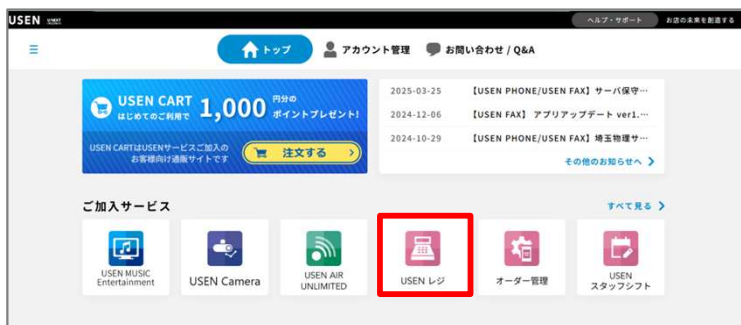 USEN
ヘルプ・サポート
お店の未来を創造する
トップ
アカウント管理
お問い合わせ / Q&A
USEN CART
はじめてのご利用で
1,000
円分の
ポイントプレゼント!
USEN CARTはUSENサービスご加入の
お客様向け通販サイトです
注文する
2025-03-25 【USEN PHONE/USEN FAX】サーバ保守…
2024-12-06 【USEN FAX】 アプリアップデート ver1.…
2024-10-29 【USEN PHONE/USEN FAX】埼玉物理サ…
その他のお知らせへ
ご加入サービス
すべて見る
USEN MUSIC
Entertainment
USEN Camera
USEN AIR
UNLIMITED
USEN レジ
オーダー管理
USEN
スタッフシフト